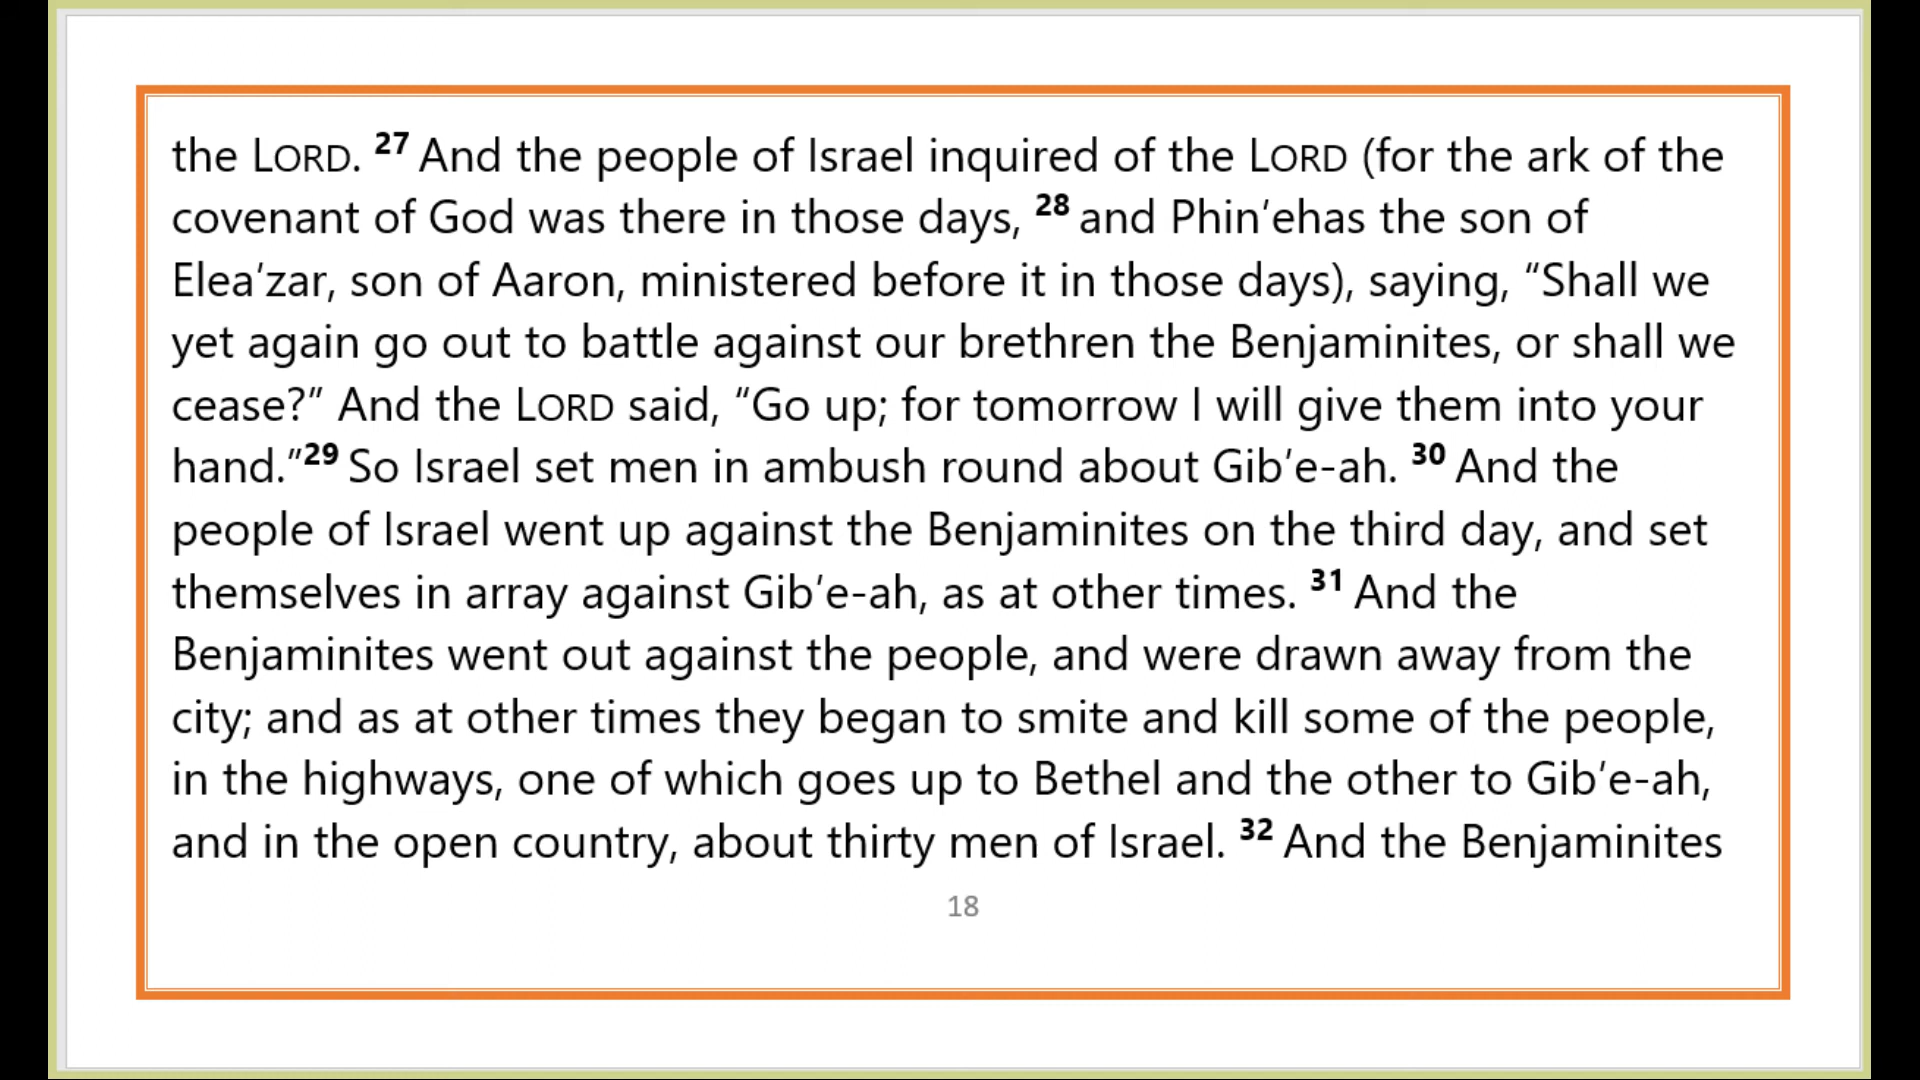 the LORD. 27 And the people of Israel inquired of the LORD (for the ark of the
covenant of God was there in those days, 28 and Phin′ehas the son of
Elea′zar, son of Aaron, ministered before it in those days), saying, “Shall we
yet again go out to battle against our brethren the Benjaminites, or shall we
cease?” And the LORD said, “Go up; for tomorrow I will give them into your
hand.”29 So Israel set men in ambush round about Gib′e-ah. 30 And the
people of Israel went up against the Benjaminites on the third day, and set
themselves in array against Gib′e-ah, as at other times. 31 And the
Benjaminites went out against the people, and were drawn away from the
city; and as at other times they began to smite and kill some of the people,
in the highways, one of which goes up to Bethel and the other to Gib′e-ah,
and in the open country, about thirty men of Israel. 32 And the Benjaminites
18